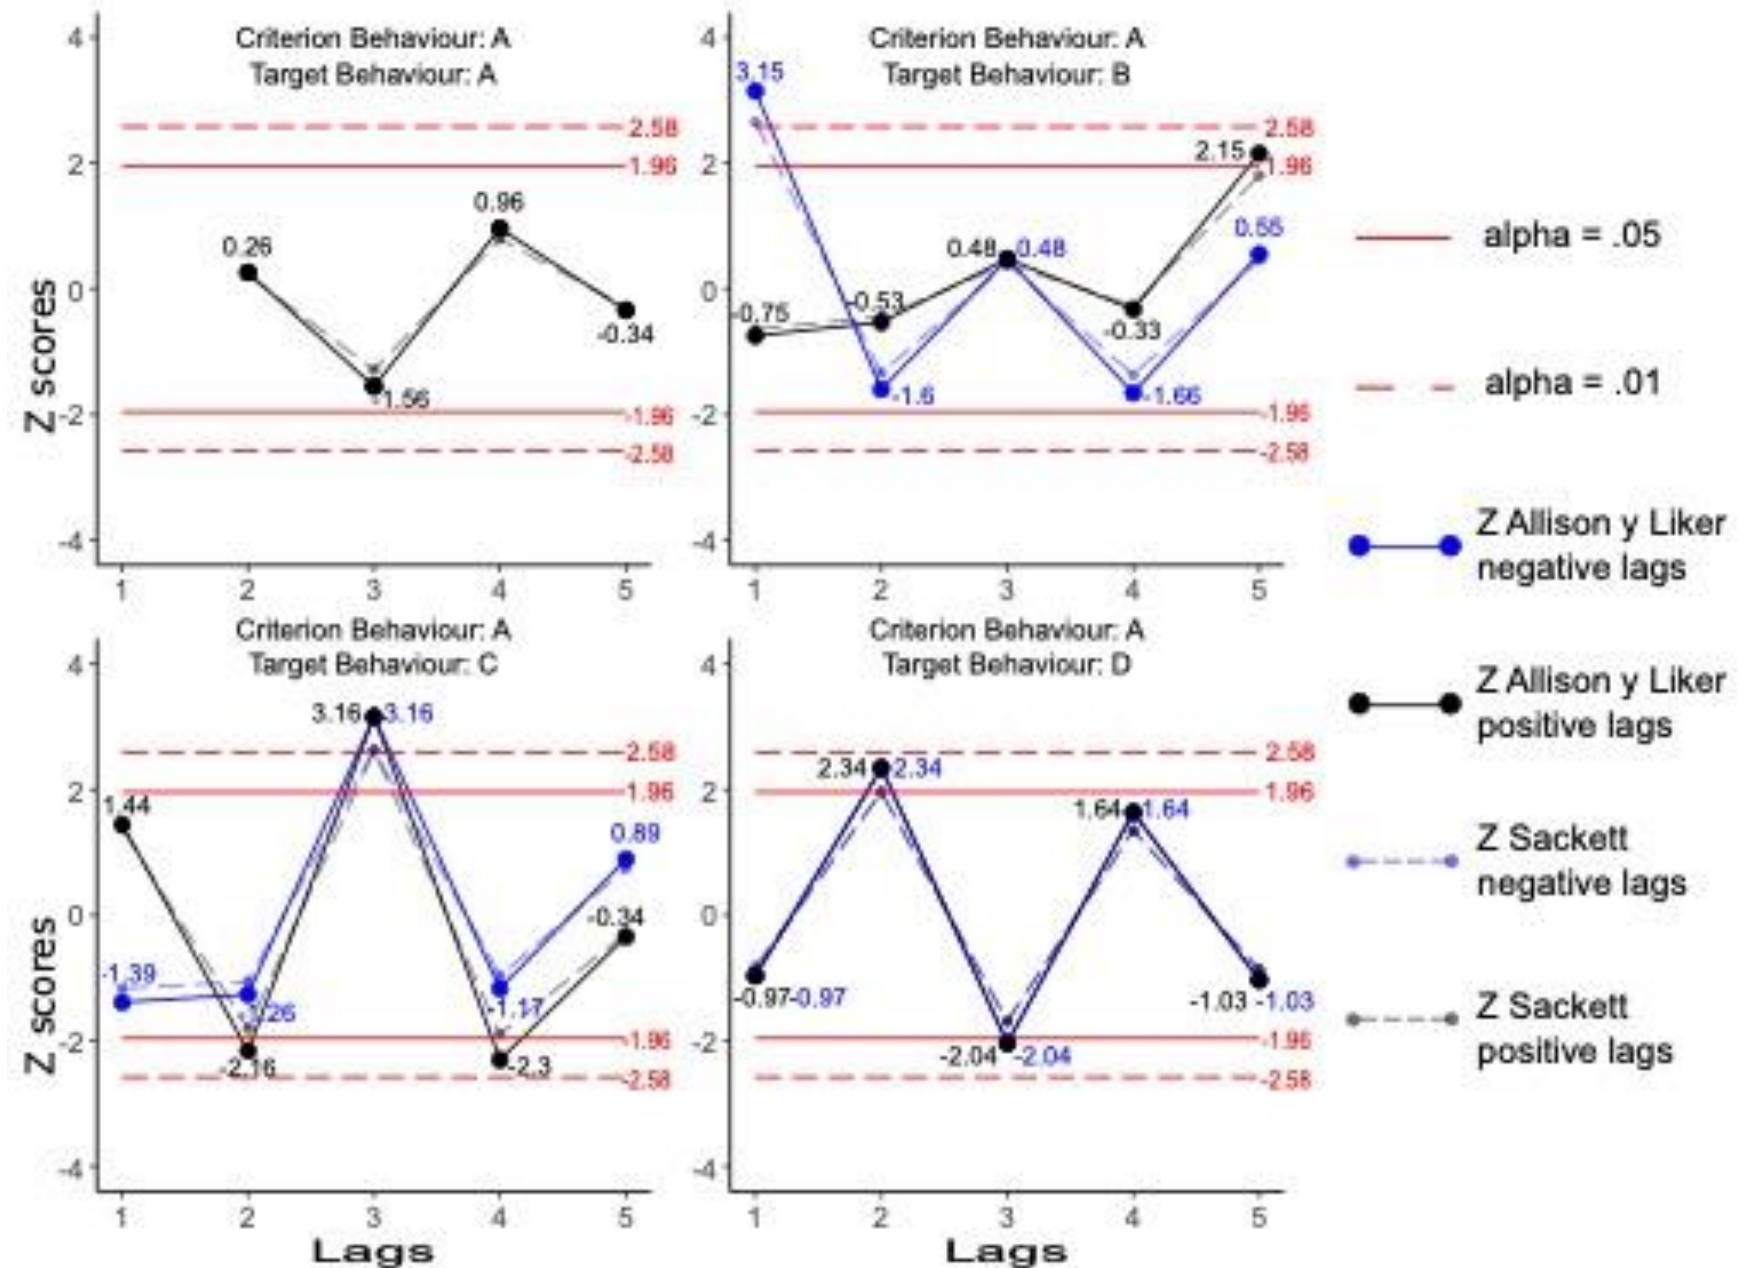 Criterion Behaviour: A
Target Behaviour: A
4
2
0
-2
-4
Z scores
2.58
1.96
-1.96
-2.58
0.26
-1.56
0.96
-0.34
1 2 3 4 5
Criterion Behaviour: A
Target Behaviour: B
4
2
0
-2
-4
3.15
2.58
1.96
-1.96
-2.58
2.15
0.55
0.48 0.48
-0.75
-0.53
-0.33
-1.6
-1.66
1 2 3 4 5
Criterion Behaviour: A
Target Behaviour: C
4
2
0
-2
-4
Z scores
3.16 3.16
2.58
1.96
-1.96
-2.58
1.44
0.89
-0.34
-1.39
-1.26
-1.17
-2.16
-2.3
1 2 3 4 5
Lags
Criterion Behaviour: A
Target Behaviour: D
4
2
0
-2
-4
2.58
1.96
-1.96
-2.58
2.34 2.34
1.64 1.64
-0.97 -0.97
-1.03 -1.03
-2.04 -2.04
1 2 3 4 5
Lags
alpha = .05
alpha = .01
Z Allison y Liker
negative lags
Z Allison y Liker
positive lags
Z Sackett
negative lags
Z Sackett
positive lags